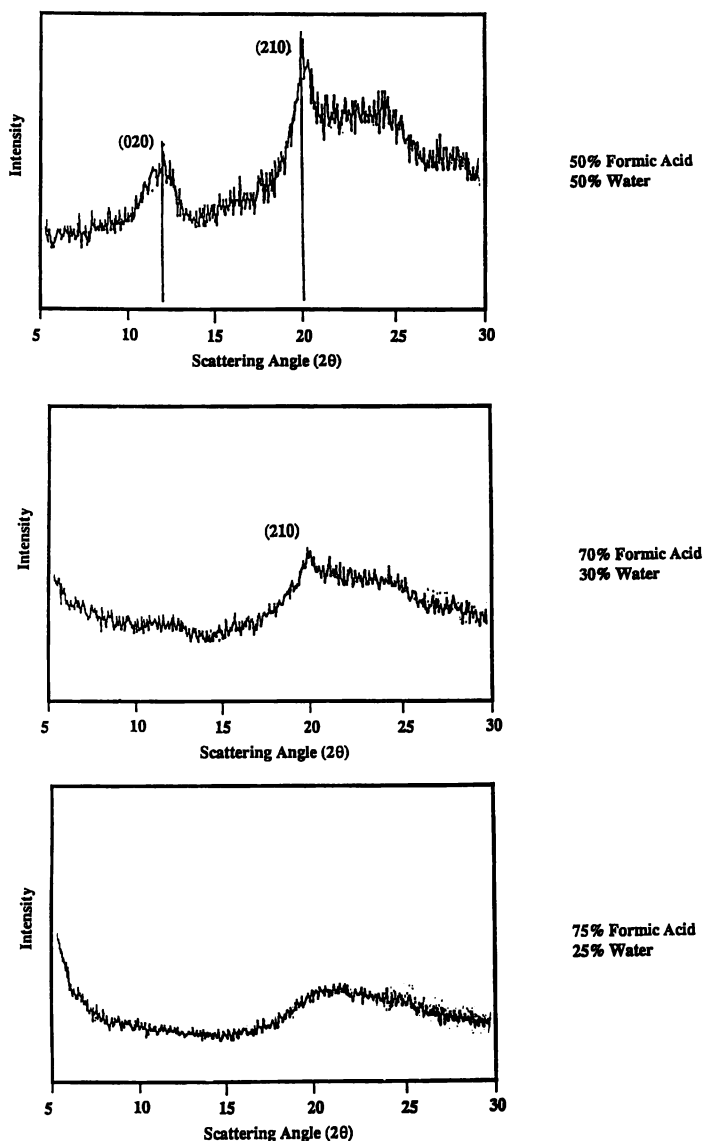 (210)
(020)
Intensity
50% Formic Acid
50% Water
5 10 15 20 25 30
Scattering Angle (2θ)
(210)
Intensity
70% Formic Acid
30% Water
5 10 15 20 25 30
Scattering Angle (2θ)
Intensity
75% Formic Acid
25% Water
5 10 15 20 25 30
Scattering Angle (2θ)